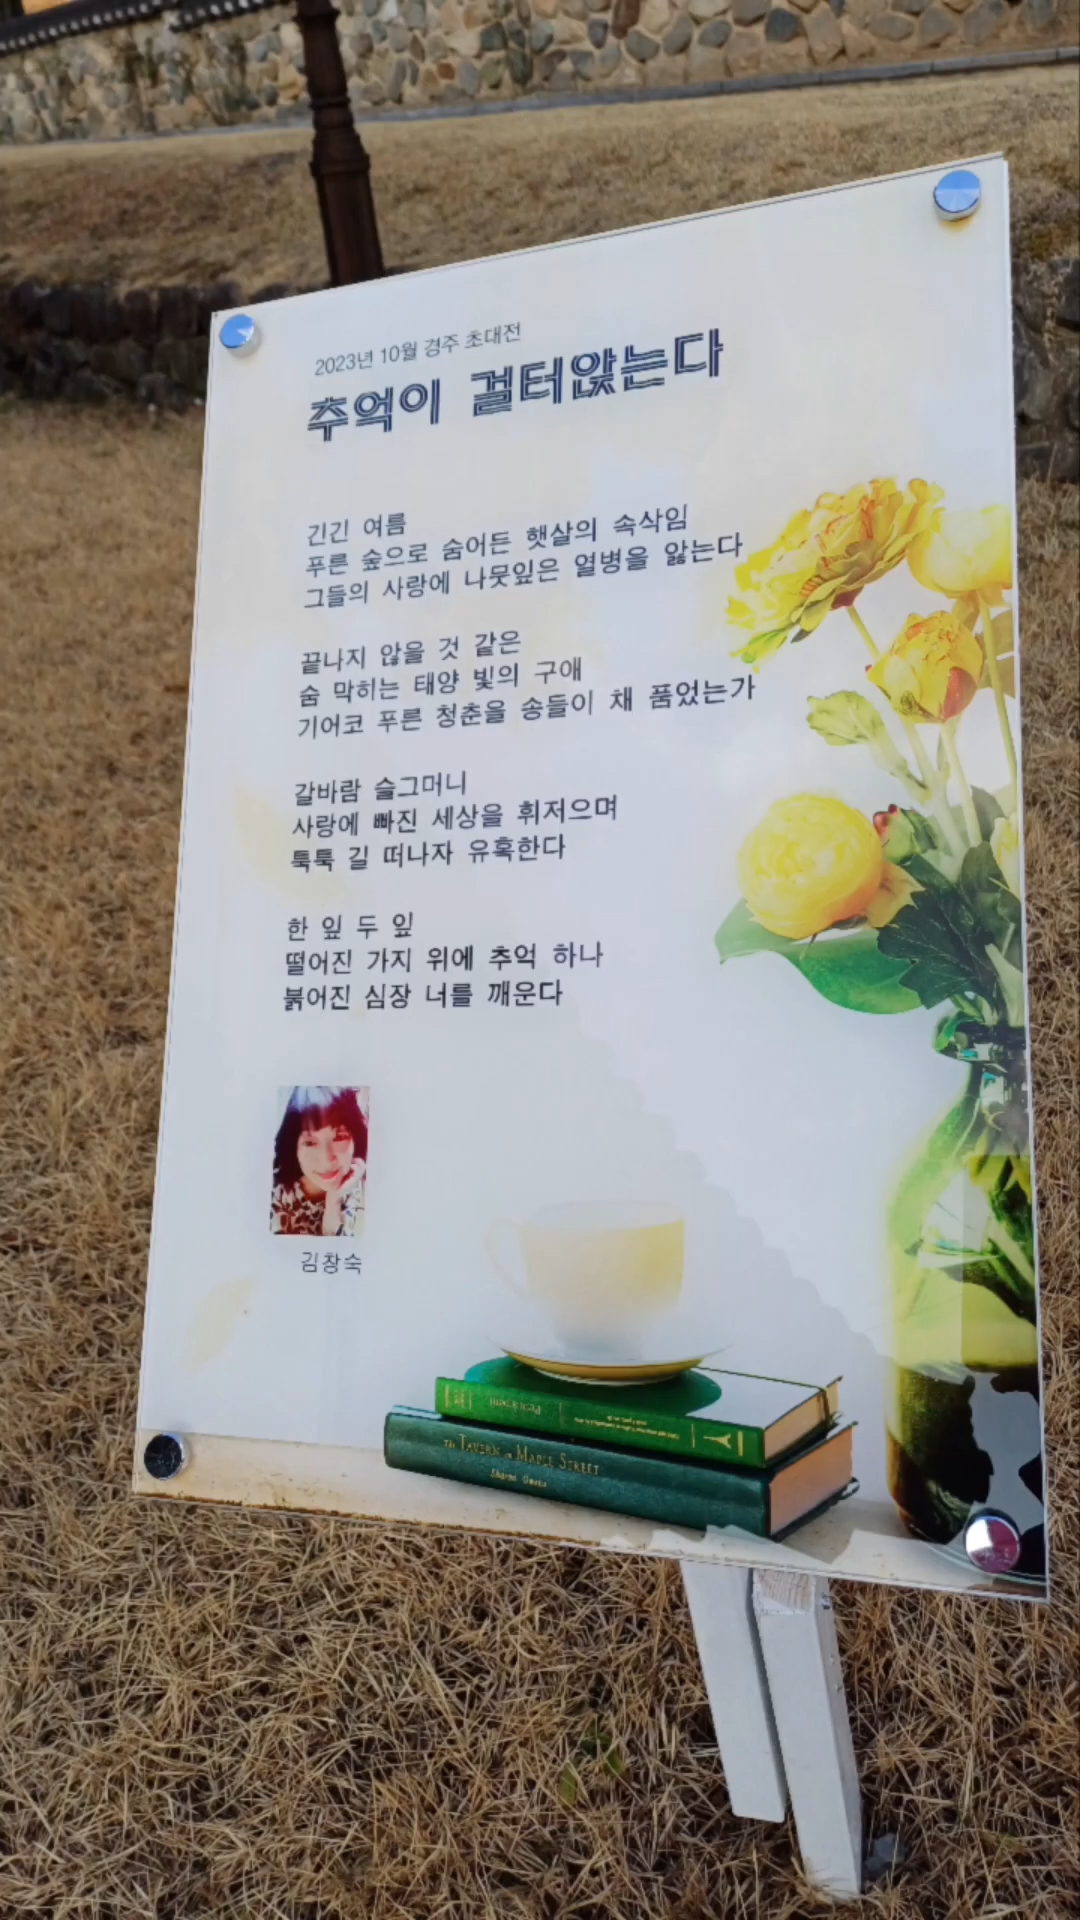 2023년 10월 경주 초대전
추억이 걸터앉는다
긴긴 여름
푸른 숲으로 숨어든 햇살의 속삭임
그들의 사랑에 나뭇잎은 열병을 앓는다
끝나지 않을 것 같은
숨 막히는 태양 빛의 구애
기어코 푸른 청춘을 송들이 채 품었는가
갈바람 슬그머니
사랑에 빠진 세상을 휘저으며
툭툭 길 떠나자 유혹한다
한 잎 두 잎
떨어진 가지 위에 추억 하나
붉어진 심장 너를 깨운다
김창숙
THE TAVERN on MAPLE STREET
Sharon Owens